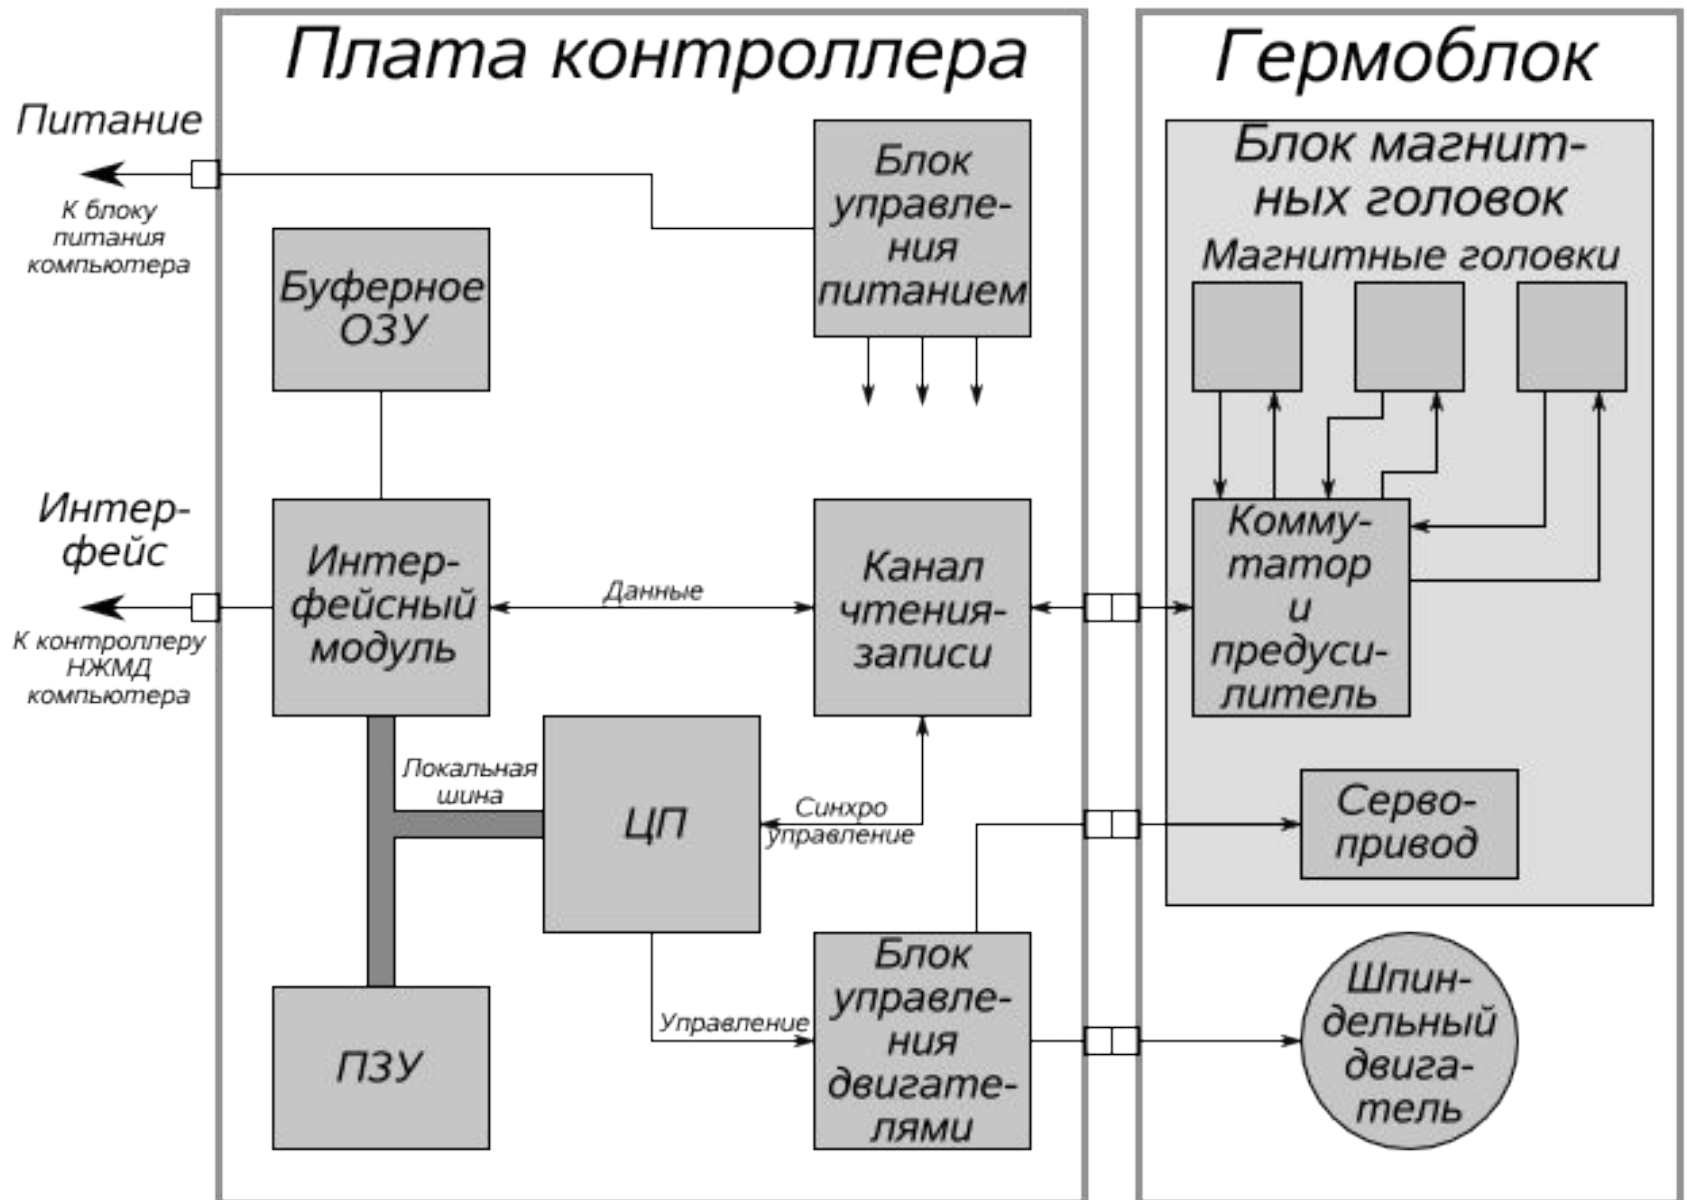 Плата контроллера
Гермоблок
Питание
К блоку
питания
компьютера
Блок
управле-
ния
питанием
Блок магнит-
ных головок
Магнитные головки
Буферное
ОЗУ
Интер-
фейс
К контроллеру
НЖМД
компьютера
Интер-
фейсный
модуль
Данные
Канал
чтения-
записи
Комму-
татор
и
предуси-
литель
Локальная
шина
ЦП
Синхро
управление
Серво-
привод
ПЗУ
Управление
Блок
управле-
ния
двигате-
лями
Шпин-
дельный
двига-
тель